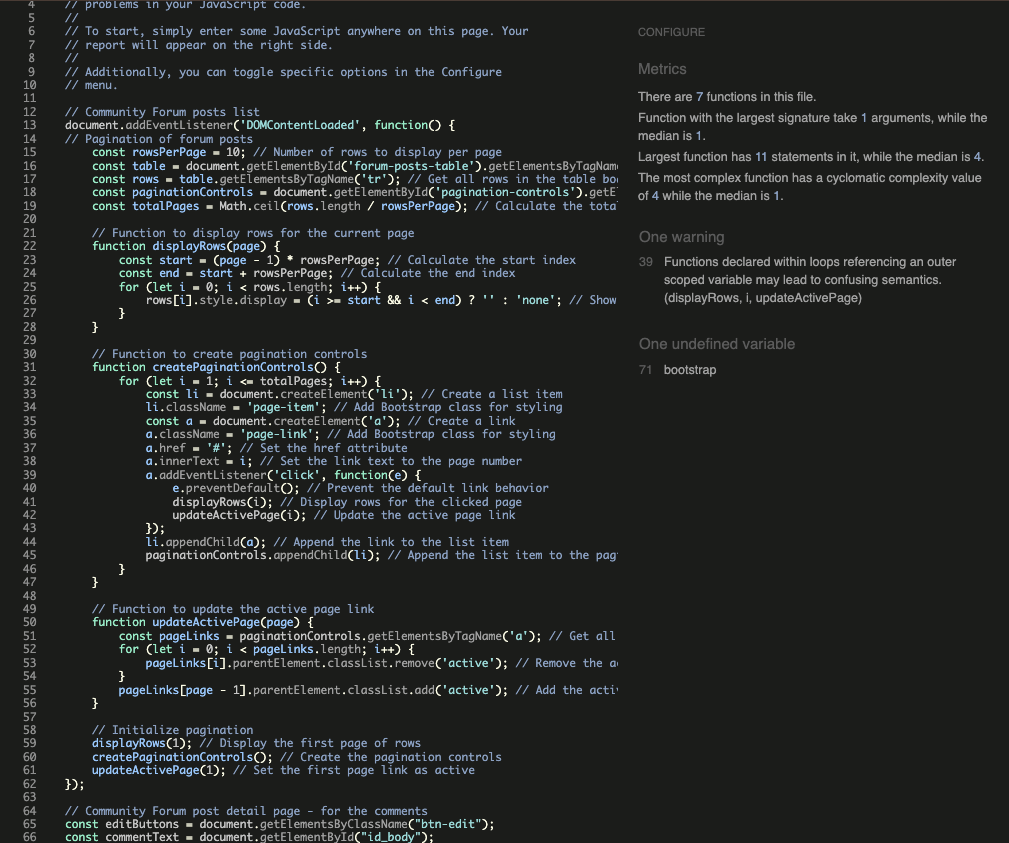 4 // problems in your JavaScript code.
5 //
6 // To start, simply enter some JavaScript anywhere on this page. Your
7 // report will appear on the right side.
8 //
9 // Additionally, you can toggle specific options in the Configure
10 // menu.
11
12 // Community Forum posts list
13 document.addEventListener('DOMContentLoaded', function() {
14 // Pagination of forum posts
15 const rowsPerPage = 10; // Number of rows to display per page
16 const table = document.getElementById('forum-posts-table').getElementsByTagName
17 const rows = table.getElementsByTagName('tr'); // Get all rows in the table bo
18 const paginationControls = document.getElementById('pagination-controls').getE
19 const totalPages = Math.ceil(rows.length / rowsPerPage); // Calculate the tota
20
21 // Function to display rows for the current page
22 function displayRows(page) {
23 const start = (page - 1) * rowsPerPage; // Calculate the start index
24 const end = start + rowsPerPage; // Calculate the end index
25 for (let i = 0; i < rows.length; i++) {
26 rows[i].style.display = (i >= start && i < end) ? '' : 'none'; // Show
27 }
28 }
29
30 // Function to create pagination controls
31 function createPaginationControls() {
32 for (let i = 1; i <= totalPages; i++) {
33 const li = document.createElement('li'); // Create a list item
34 li.className = 'page-item'; // Add Bootstrap class for styling
35 const a = document.createElement('a'); // Create a link
36 a.className = 'page-link'; // Add Bootstrap class for styling
37 a.href = '#'; // Set the href attribute
38 a.innerText = i; // Set the link text to the page number
39 a.addEventListener('click', function(e) {
40 e.preventDefault(); // Prevent the default link behavior
41 displayRows(i); // Display rows for the clicked page
42 updateActivePage(i); // Update the active page link
43 });
44 li.appendChild(a); // Append the link to the list item
45 paginationControls.appendChild(li); // Append the list item to the pag
46 }
47 }
48
49 // Function to update the active page link
50 function updateActivePage(page) {
51 const pageLinks = paginationControls.getElementsByTagName('a'); // Get all
52 for (let i = 0; i < pageLinks.length; i++) {
53 pageLinks[i].parentElement.classList.remove('active'); // Remove the a
54 }
55 pageLinks[page - 1].parentElement.classList.add('active'); // Add the acti
56 }
57
58 // Initialize pagination
59 displayRows(1); // Display the first page of rows
60 createPaginationControls(); // Create the pagination controls
61 updateActivePage(1); // Set the first page link as active
62 });
63
64 // Community Forum post detail page - for the comments
65 const editButtons = document.getElementsByClassName("btn-edit");
66 const commentText = document.getElementById("id_body");
CONFIGURE
Metrics
There are 7 functions in this file.
Function with the largest signature take 1 arguments, while the
median is 1.
Largest function has 11 statements in it, while the median is 4.
The most complex function has a cyclomatic complexity value
of 4 while the median is 1.
One warning
39 Functions declared within loops referencing an outer
scoped variable may lead to confusing semantics.
(displayRows, i, updateActivePage)
One undefined variable
71 bootstrap